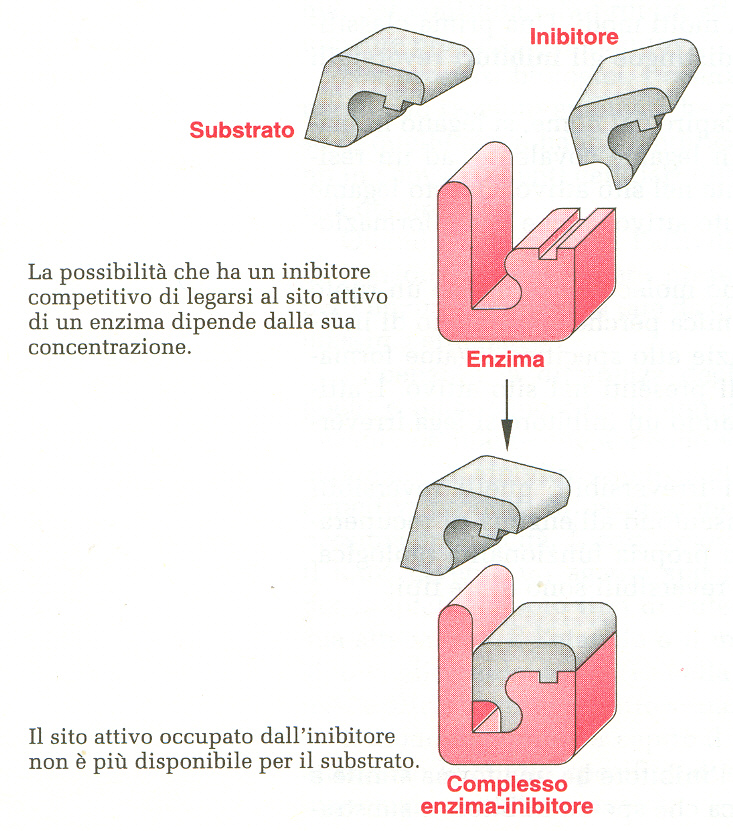 Inibitore
Substrato
La possibilità che ha un inibitore
competitivo di legarsi al sito attivo
di un enzima dipende dalla sua
concentrazione.
Enzima
Il sito attivo occupato dall'inibitore
non è più disponibile per il substrato.
Complesso
enzima-inibitore